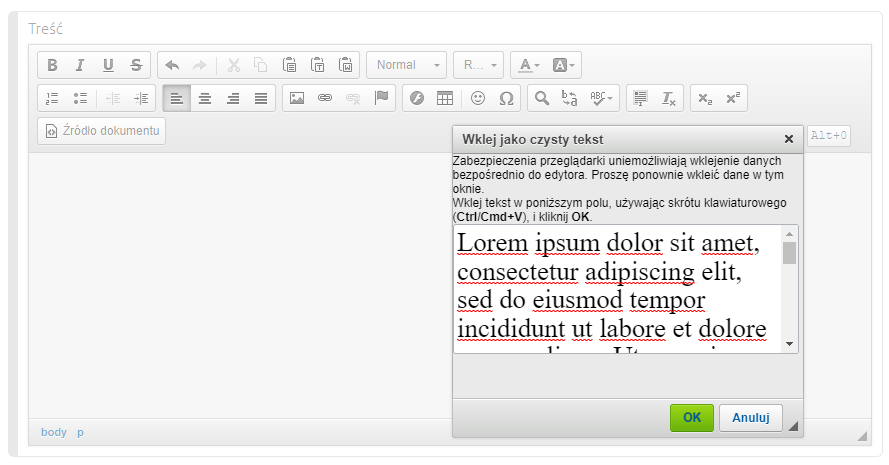 Treść
B I U S Normal R... A A
ABC
Źródło dokumentu
Alt+0
Wklej jako czysty tekst
Zabezpieczenia przeglądarki uniemożliwiają wklejenie danych
bezpośrednio do edytora. Proszę ponownie wkleić dane w tym
oknie.
Wklej tekst w poniższym polu, używając skrótu klawiaturowego
(Ctrl/Cmd+V), i kliknij OK.
Lorem ipsum dolor sit amet,
consectetur adipiscing elit,
sed do eiusmod tempor
incididunt ut labore et dolore
OK Anuluj
body p